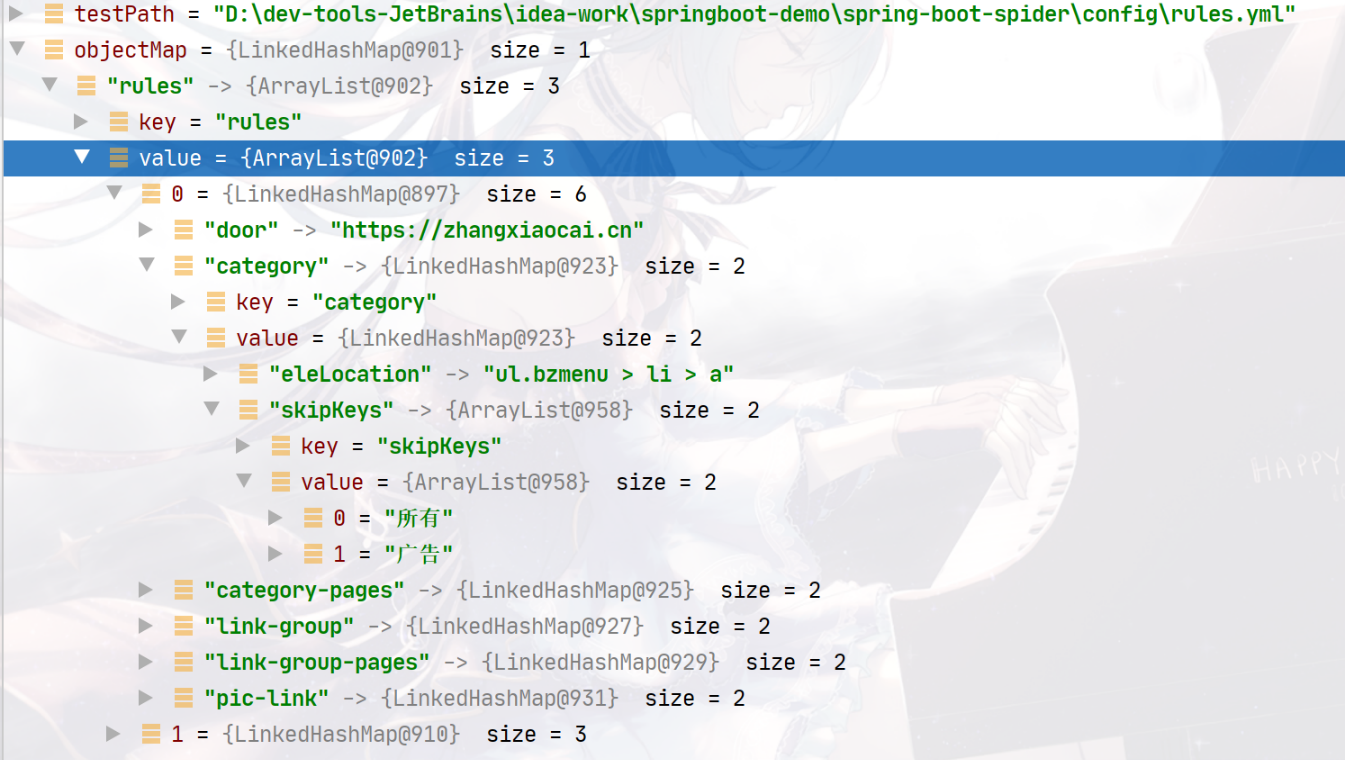 testPath = "D:\dev-tools-JetBrains\idea-work\springboot-demo\spring-boot-spider\config\rules.yml"
objectMap = {LinkedHashMap@901} size = 1
"rules" -> {ArrayList@902} size = 3
key = "rules"
value = {ArrayList@902} size = 3
0 = {LinkedHashMap@897} size = 6
"door" -> "https://zhangxiaocai.cn"
"category" -> {LinkedHashMap@923} size = 2
key = "category"
value = {LinkedHashMap@923} size = 2
"eleLocation" -> "ul.bzmenu > li > a"
"skipKeys" -> {ArrayList@958} size = 2
key = "skipKeys"
value = {ArrayList@958} size = 2
0 = "所有"
1 = "广告"
HAPPY
"category-pages" -> {LinkedHashMap@925} size = 2
"link-group" -> {LinkedHashMap@927} size = 2
"link-group-pages" -> {LinkedHashMap@929} size = 2
"pic-link" -> {LinkedHashMap@931} size = 2
1 = {LinkedHashMap@910} size = 3